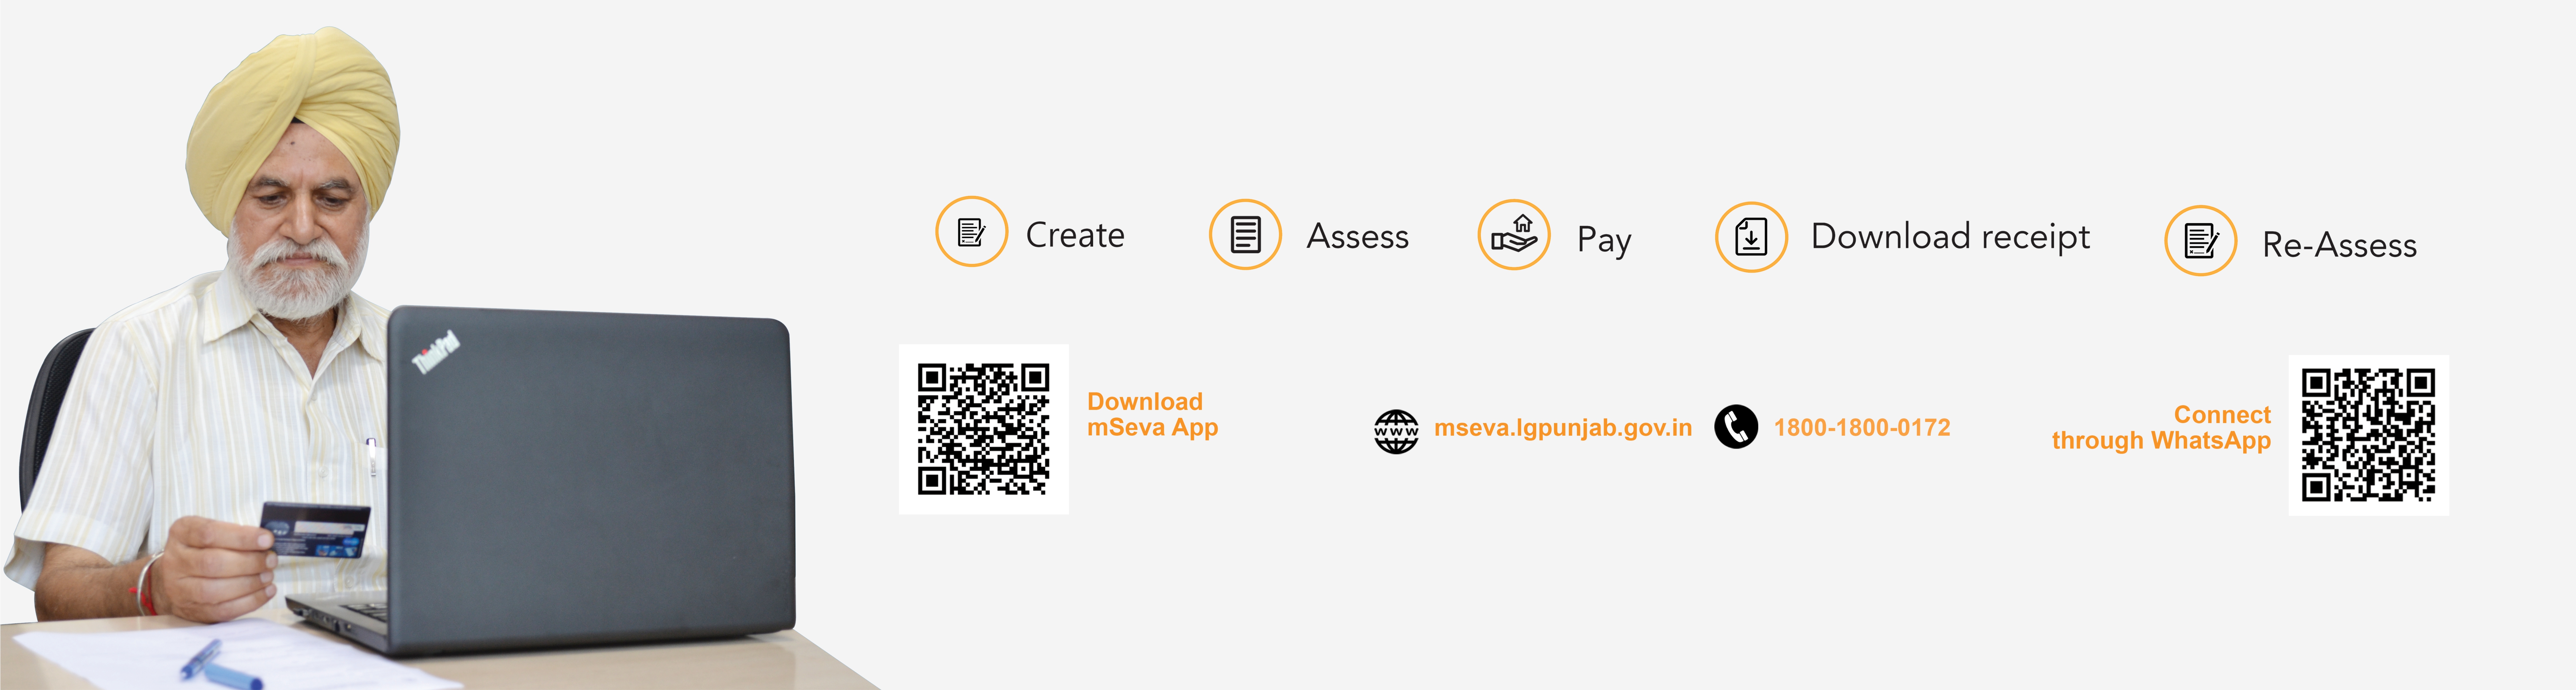 Create
Assess
Pay
Download receipt
Re-Assess
ThinkPad
Download
mSeva App
www
mseva.lgpunjab.gov.in
1800-1800-0172
Connect
through WhatsApp